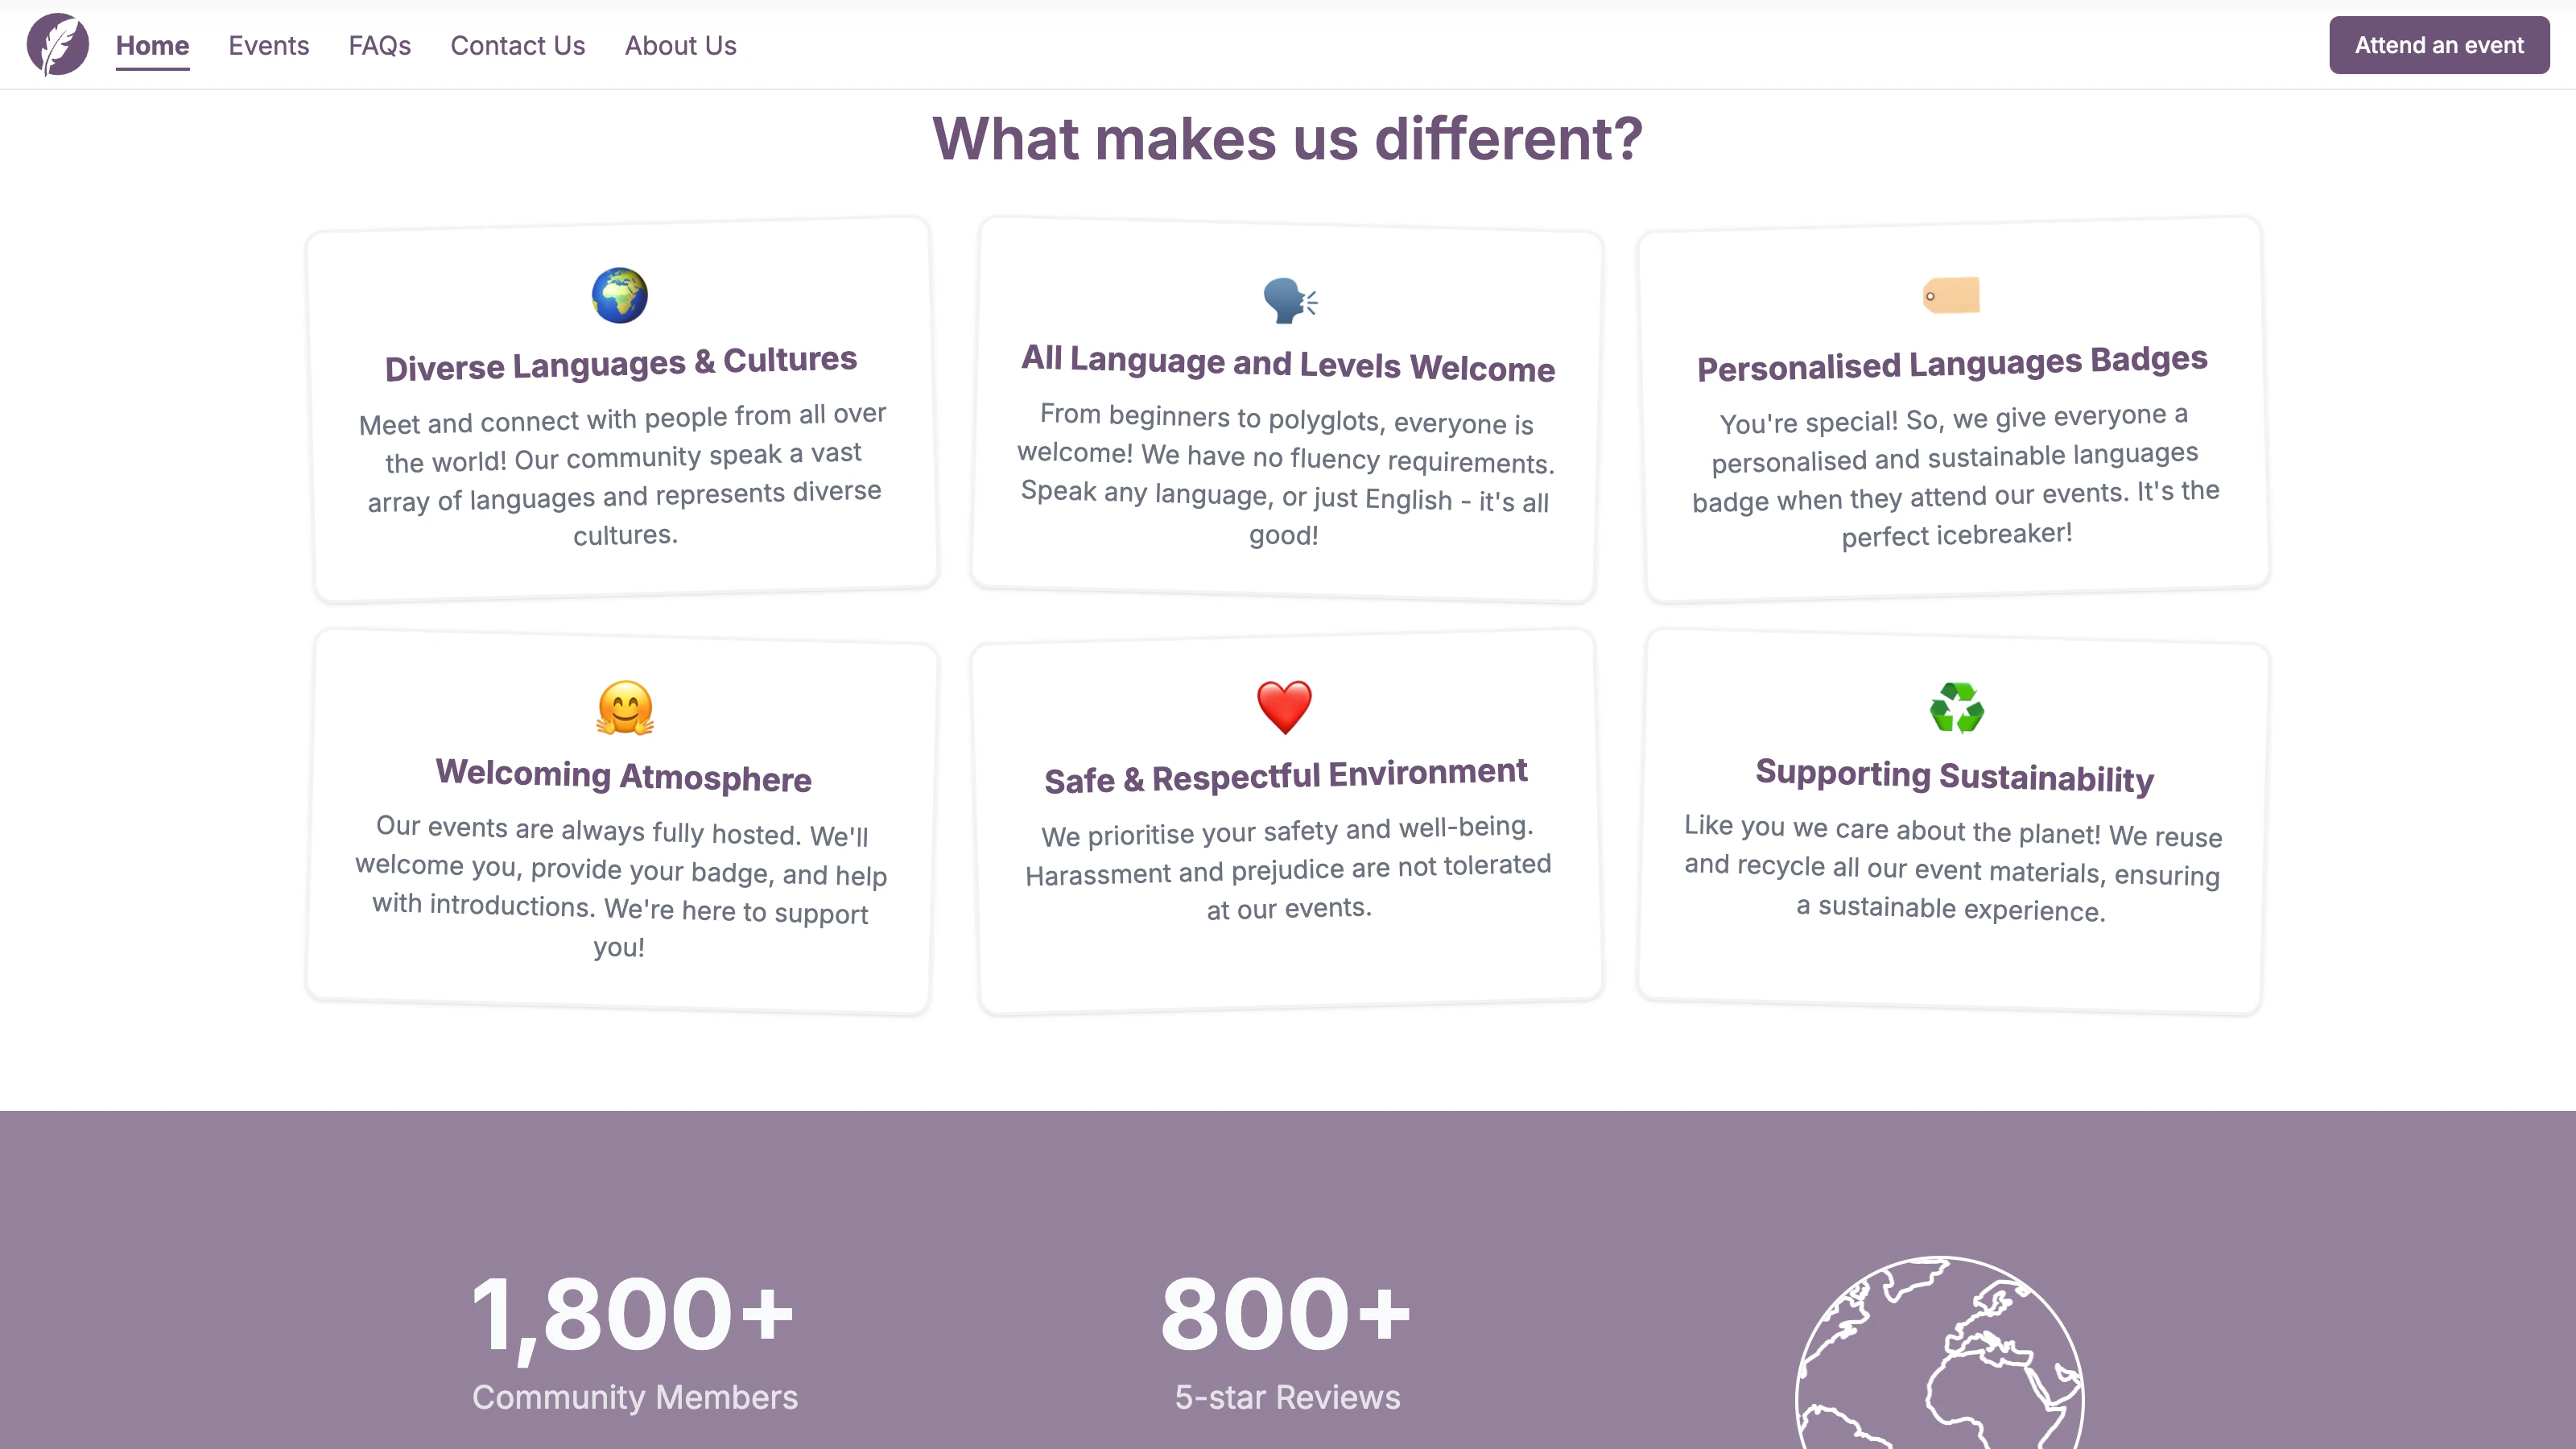 Home Events FAQs Contact Us About Us Attend an event
What makes us different?
Diverse Languages & Cultures
Meet and connect with people from all over
the world! Our community speak a vast
array of languages and represents diverse
cultures.
All Language and Levels Welcome
From beginners to polyglots, everyone is
welcome! We have no fluency requirements.
Speak any language, or just English - it's all
good!
Personalised Languages Badges
You're special! So, we give everyone a
personalised and sustainable languages
badge when they attend our events. It's the
perfect icebreaker!
Welcoming Atmosphere
Our events are always fully hosted. We'll
welcome you, provide your badge, and help
with introductions. We're here to support
you!
Safe & Respectful Environment
We prioritise your safety and well-being.
Harassment and prejudice are not tolerated
at our events.
Supporting Sustainability
Like you we care about the planet! We reuse
and recycle all our event materials, ensuring
a sustainable experience.
1,800+
Community Members
800+
5-star Reviews